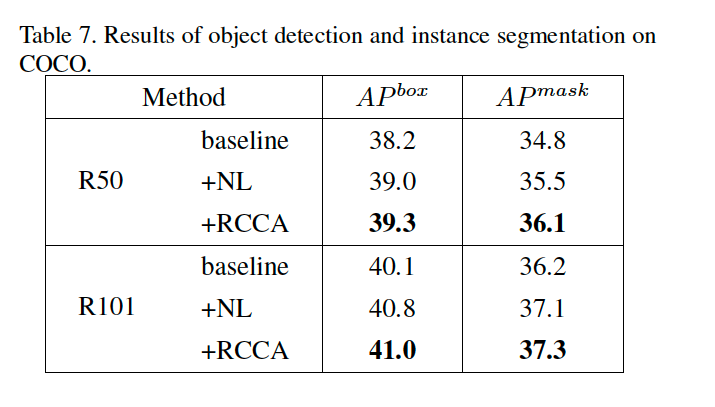 Table 7. Results of object detection and instance segmentation on
COCO.
Method AP^box AP^mask
baseline 38.2 34.8
R50 +NL 39.0 35.5
+RCCA 39.3 36.1
baseline 40.1 36.2
R101 +NL 40.8 37.1
+RCCA 41.0 37.3